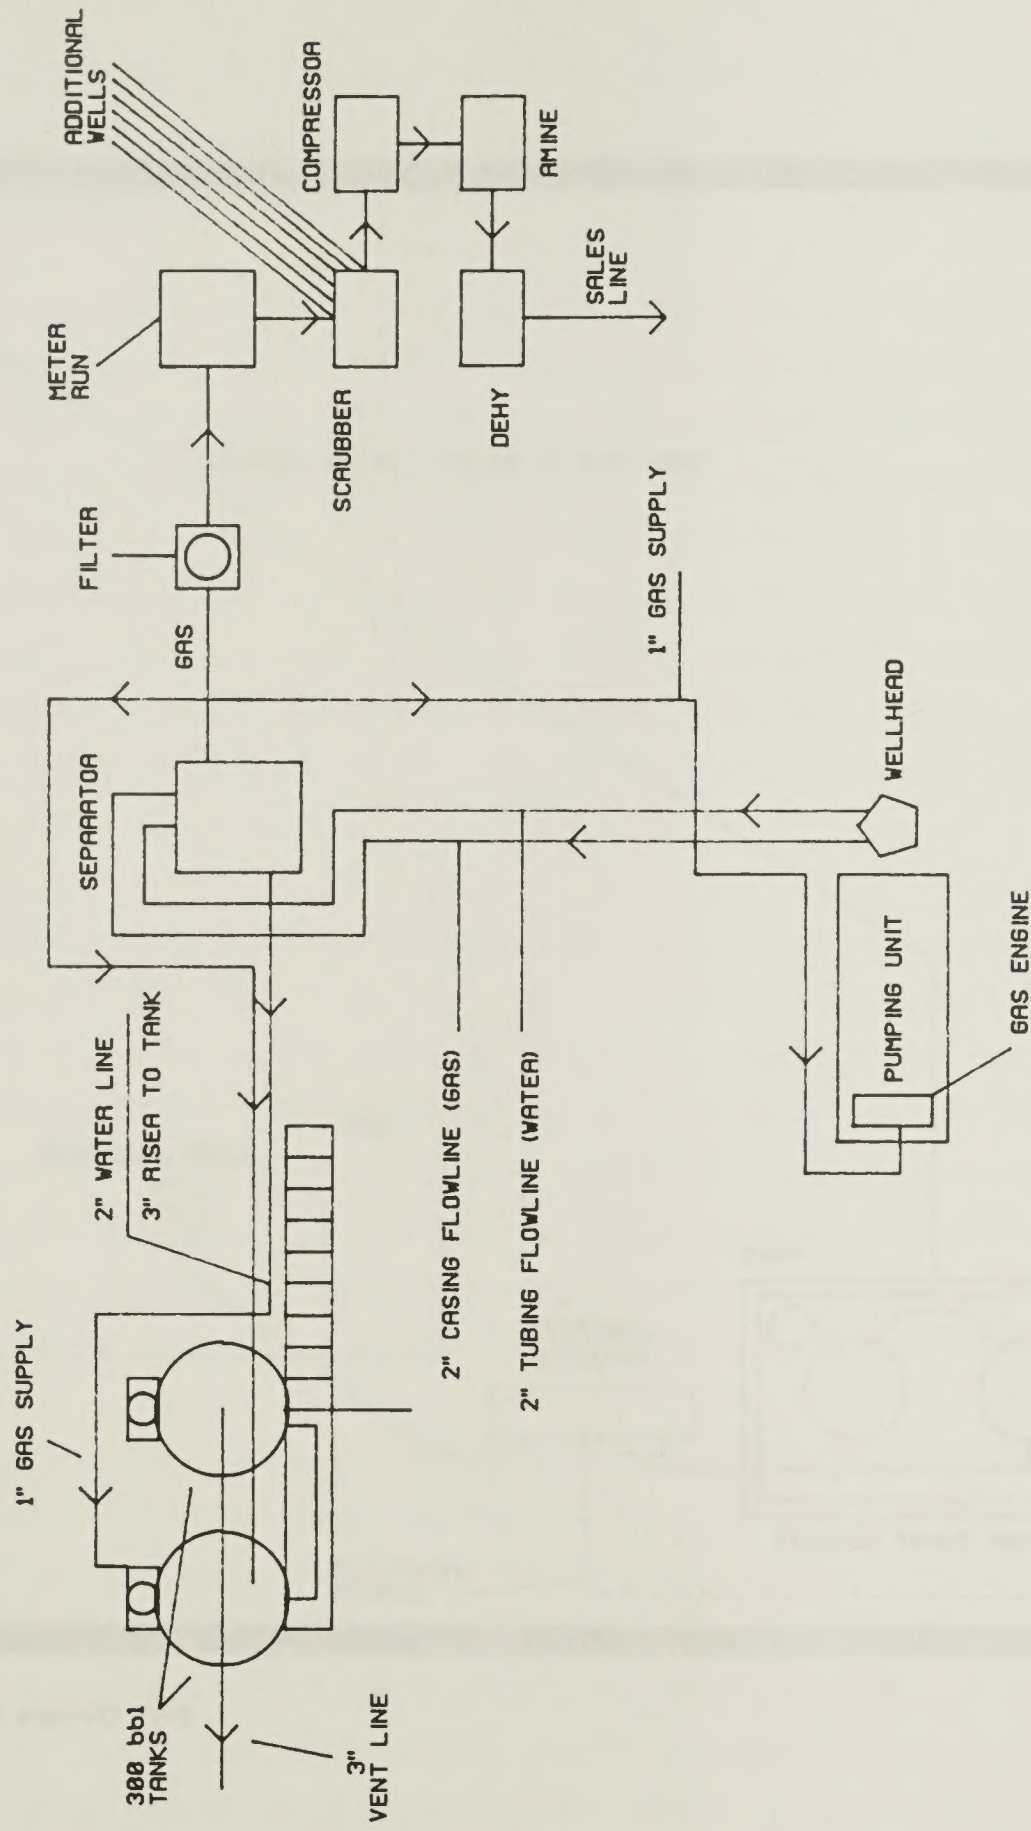 ADDITIONAL
WELLS
COMPRESSOR
AMINE
METER
RUN
SCRUBBER
SALES
LINE
DEHY
FILTER
GAS
1" GAS SUPPLY
SEPARATOR
WELLHEAD
2" WATER LINE
3" RISER TO TANK
2" CASING FLOWLINE (GAS)
2" TUBING FLOWLINE (WATER)
PUMPING UNIT
GAS ENGINE
1" GAS SUPPLY
300 bbl
TANKS
3"
VENT LINE